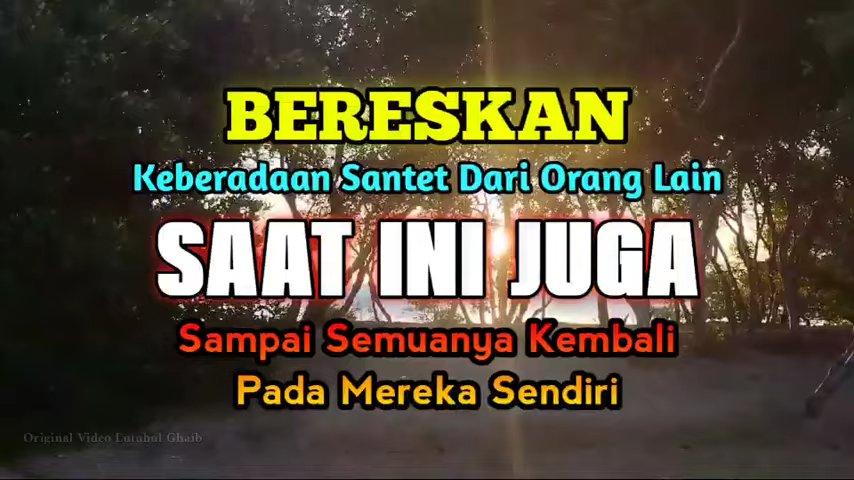 BERESKAN
Keberadaan Santet Dari Orang Lain
SAAT INI JUGA
Sampai Semuanya Kembali
Pada Mereka Sendiri
Original Video Lutahul Ghaib